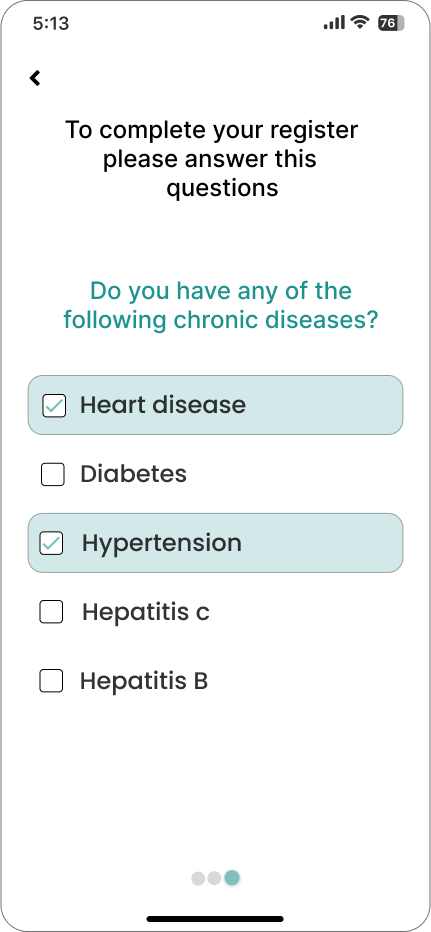 5:13
76
To complete your register
please answer this
questions
Do you have any of the
following chronic diseases?
Heart disease
Diabetes
Hypertension
Hepatitis c
Hepatitis B